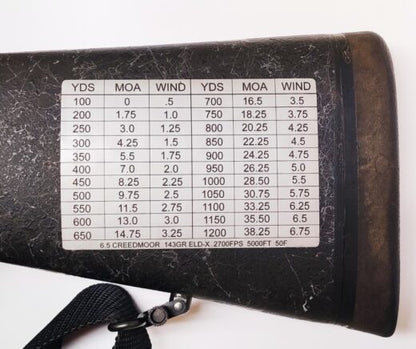 YDS MOA WIND YDS MOA WIND
100 0 .5 700 16.5 3.5
200 1.75 1.0 750 18.25 3.75
250 3.0 1.25 800 20.25 4.25
300 4.25 1.5 850 22.25 4.5
350 5.5 1.75 900 24.25 4.75
400 7.0 2.0 950 26.25 5.0
450 8.25 2.25 1000 28.50 5.5
500 9.75 2.5 1050 30.75 5.75
550 11.5 2.75 1100 33.25 6.25
600 13.0 3.0 1150 35.50 6.5
650 14.75 3.25 1200 38.25 6.75
6.5 CREEDMOOR 143GR ELD-X 2700FPS 5000FT 50F